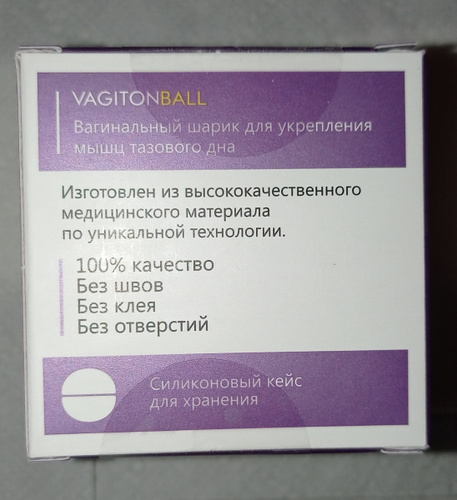 VAGITONBALL
Вагинальный шарик для укрепления
мышц тазового дна
Изготовлен из высококачественного
медицинского материала
по уникальной технологии.
100% качество
Без швов
Без клея
Без отверстий
Силиконовый кейс
для хранения